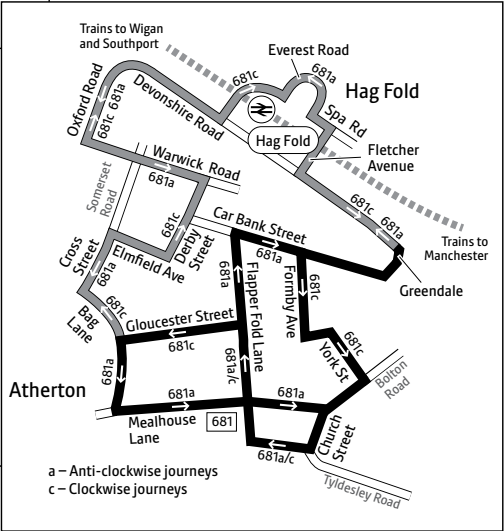 Trains to Wigan
and Southport
Everest Road
681c
681a
Hag Fold
Oxford Road
681c 681a
Devonshire Road
Spa Rd
Hag Fold
Fletcher
Avenue
Warwick Road
681a
Somerset
Road
681c
681c
681a
Car Bank Street
681a
Trains to
Manchester
Cross
Street
681a
Elmfield Ave
Derby
Street
Greendale
681a
Flapper Fold Lane
Formby Ave
681c
681c
Bag
Lane
Gloucester Street
681c
681a/c
York St
681c
Bolton
Road
681a
Atherton
681a
681a
Mealhouse
Lane
681
Church
Street
681a/c
a – Anti-clockwise journeys
c – Clockwise journeys
Tyldesley Road